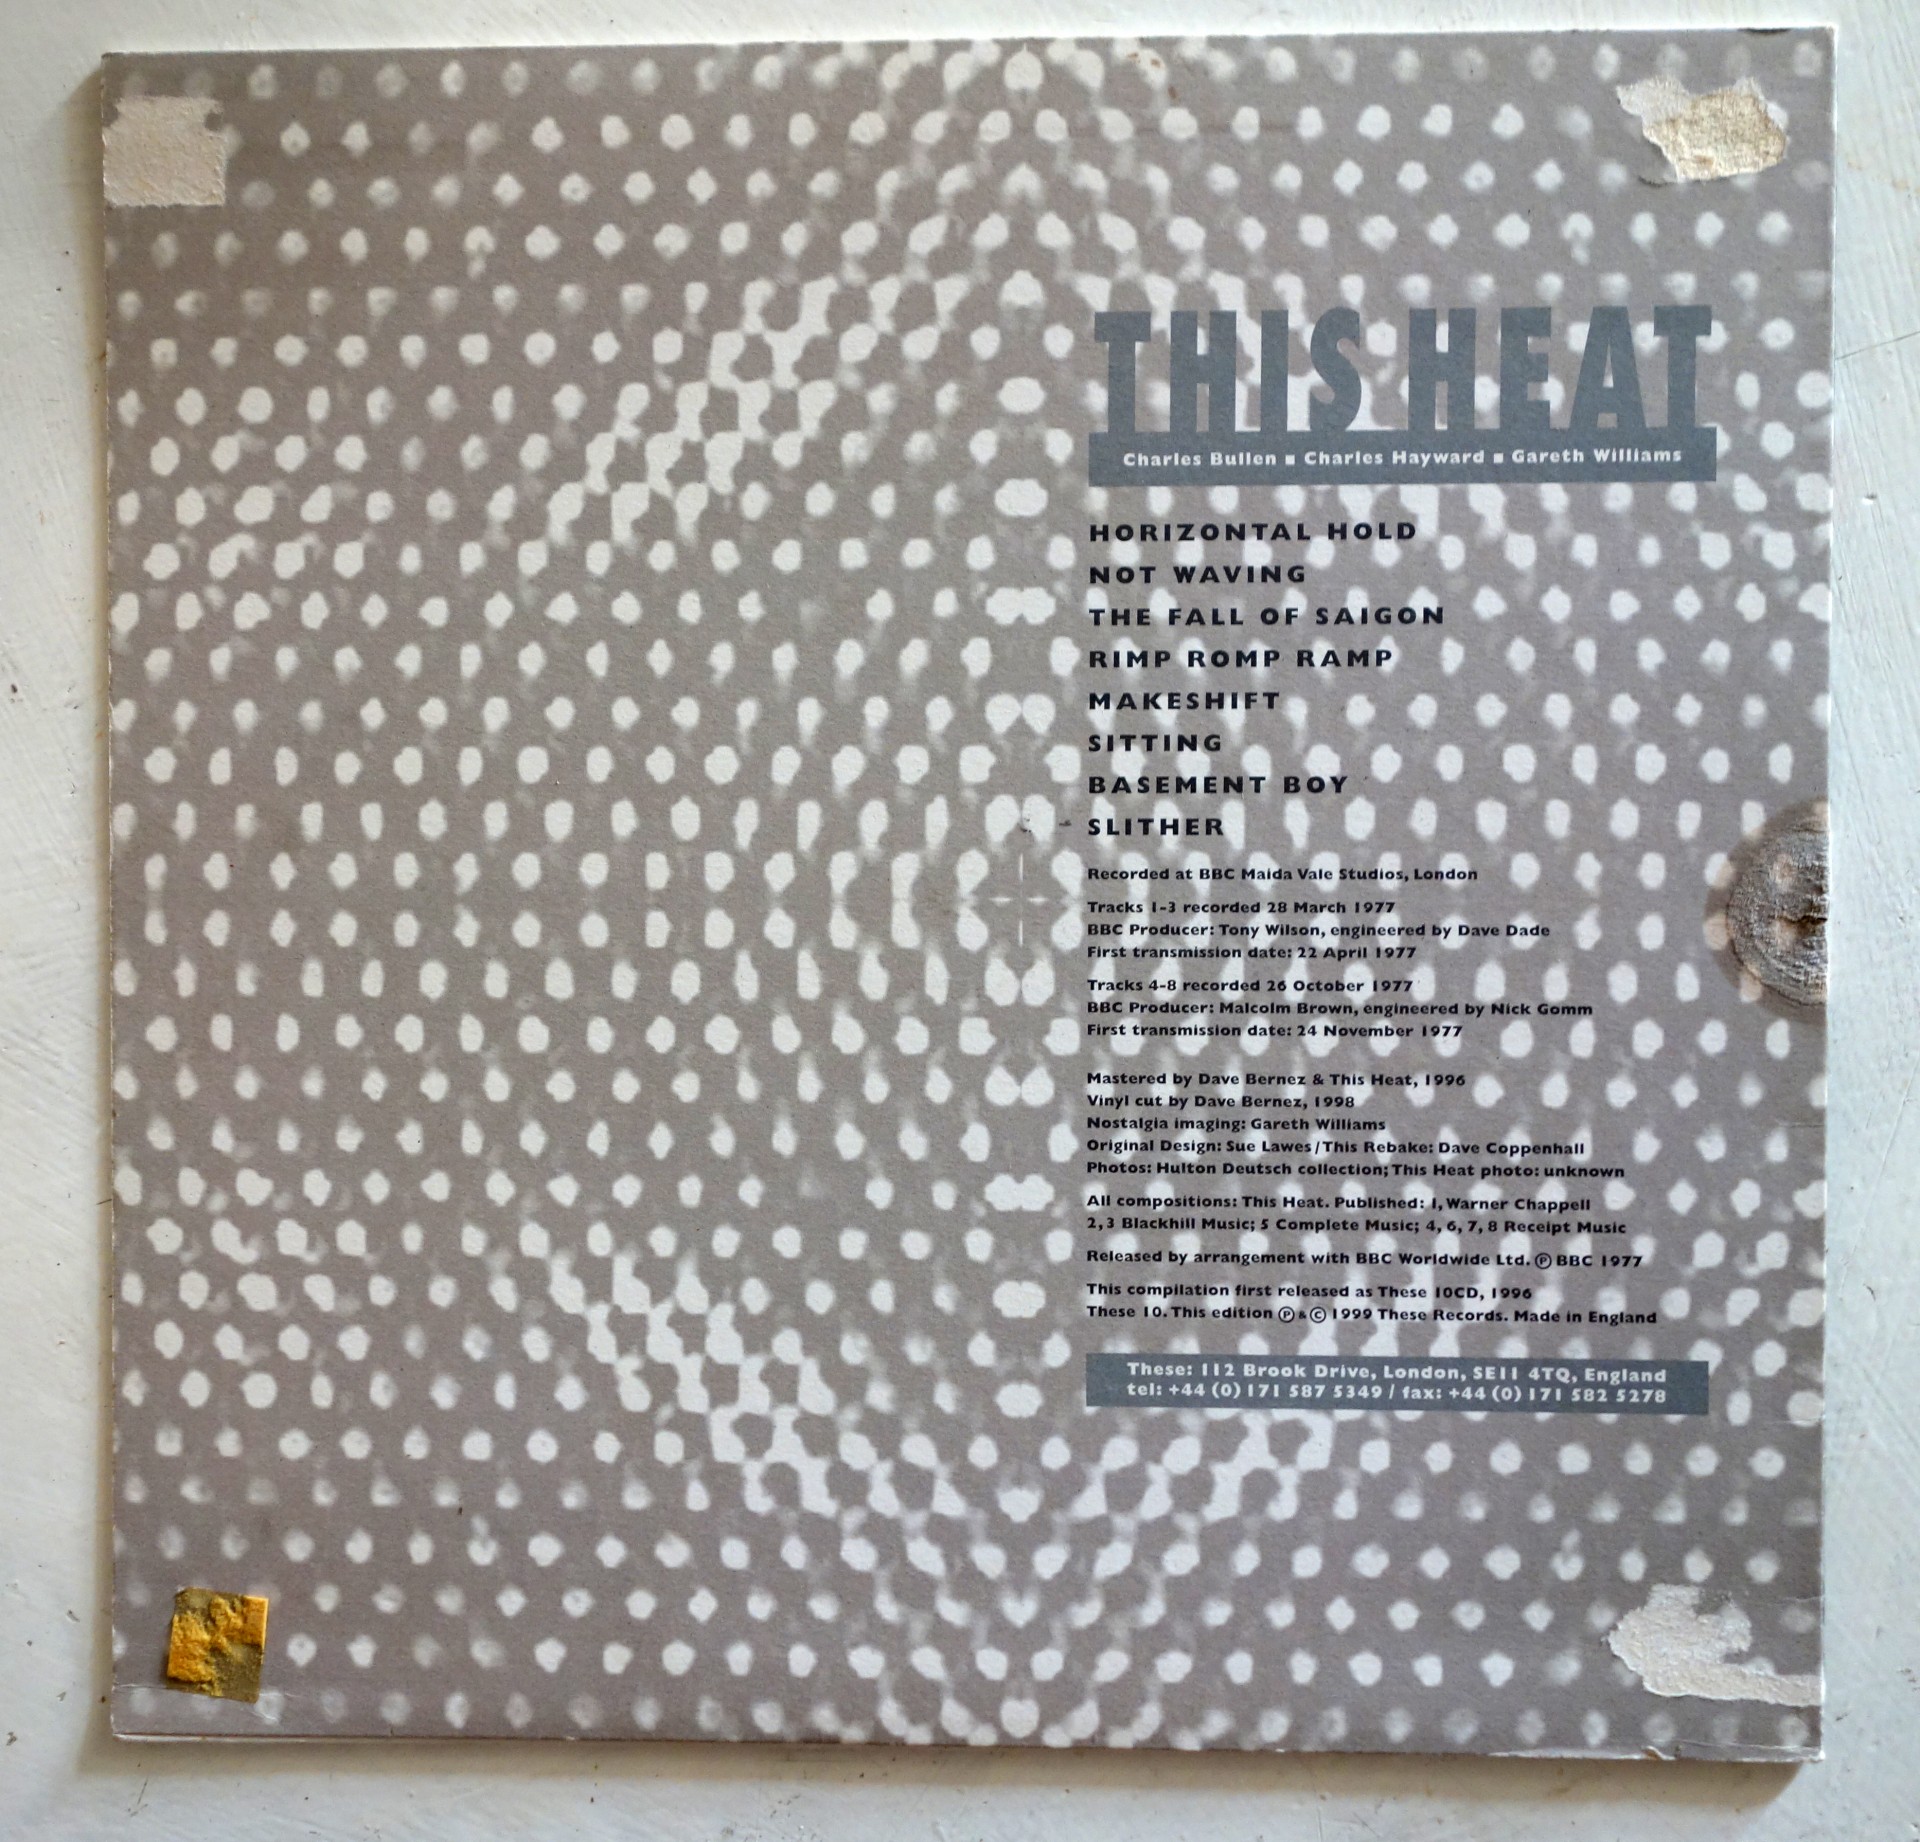 THIS HEAT
Charles Bullen ▪ Charles Hayward ▪ Gareth Williams
HORIZONTAL HOLD
NOT WAVING
THE FALL OF SAIGON
RIMP ROMP RAMP
MAKESHIFT
SITTING
BASEMENT BOY
SLITHER
Recorded at BBC Maida Vale Studios, London
Tracks 1-3 recorded 28 March 1977
BBC Producer: Tony Wilson, engineered by Dave Dade
First transmission date: 22 April 1977
Tracks 4-8 recorded 26 October 1977
BBC Producer: Malcolm Brown, engineered by Nick Gomm
First transmission date: 24 November 1977
Mastered by Dave Bernez & This Heat, 1996
Vinyl cut by Dave Bernez, 1998
Nostalgia imaging: Gareth Williams
Original Design: Sue Lawes / This Rebake: Dave Coppenhall
Photos: Hulton Deutsch collection; This Heat photo: unknown
All compositions: This Heat. Published: 1, Warner Chappell
2, 3 Blackhill Music; 5 Complete Music; 4, 6, 7, 8 Receipt Music
Released by arrangement with BBC Worldwide Ltd. ℗ BBC 1977
This compilation first released as These 10CD, 1996
These 10. This edition ℗ & © 1999 These Records. Made in England
These: 112 Brook Drive, London, SE11 4TQ, England
tel: +44 (0) 171 587 5349 / fax: +44 (0) 171 582 5278